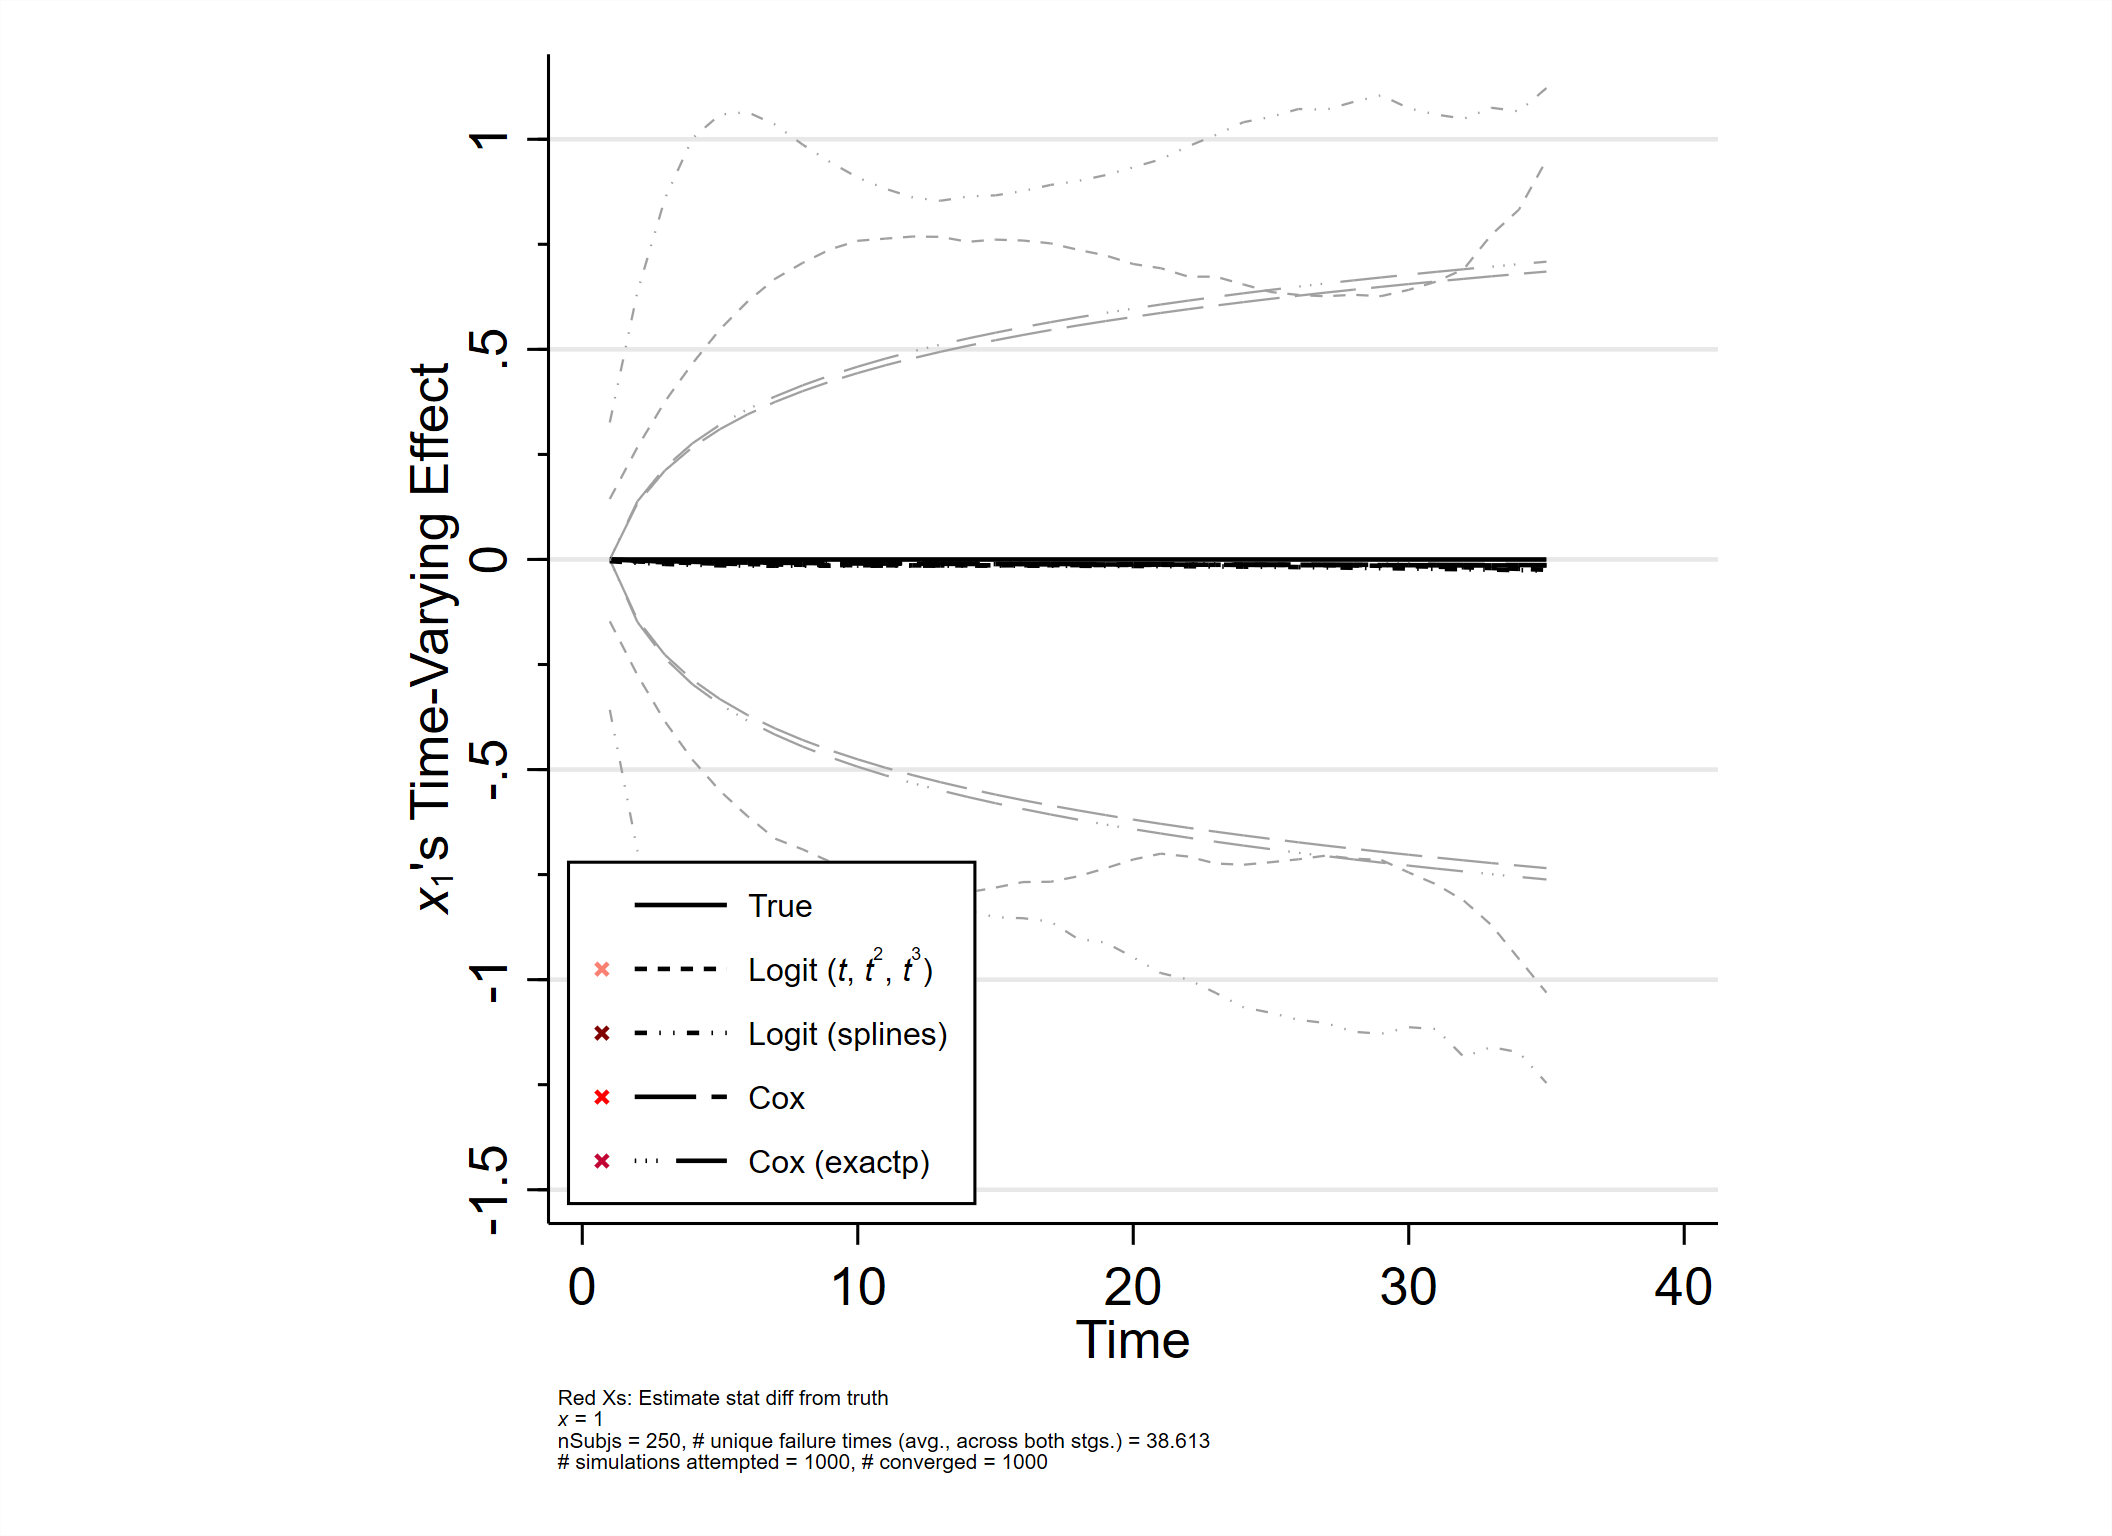 x₁'s Time-Varying Effect
1
.5
0
-.5
-1
-1.5
True
Logit (t, t², t³)
Logit (splines)
Cox
Cox (exactp)
0 10 20 30 40
Time
Red Xs: Estimate stat diff from truth
x = 1
nSubjs = 250, # unique failure times (avg., across both stgs.) = 38.613
# simulations attempted = 1000, # converged = 1000